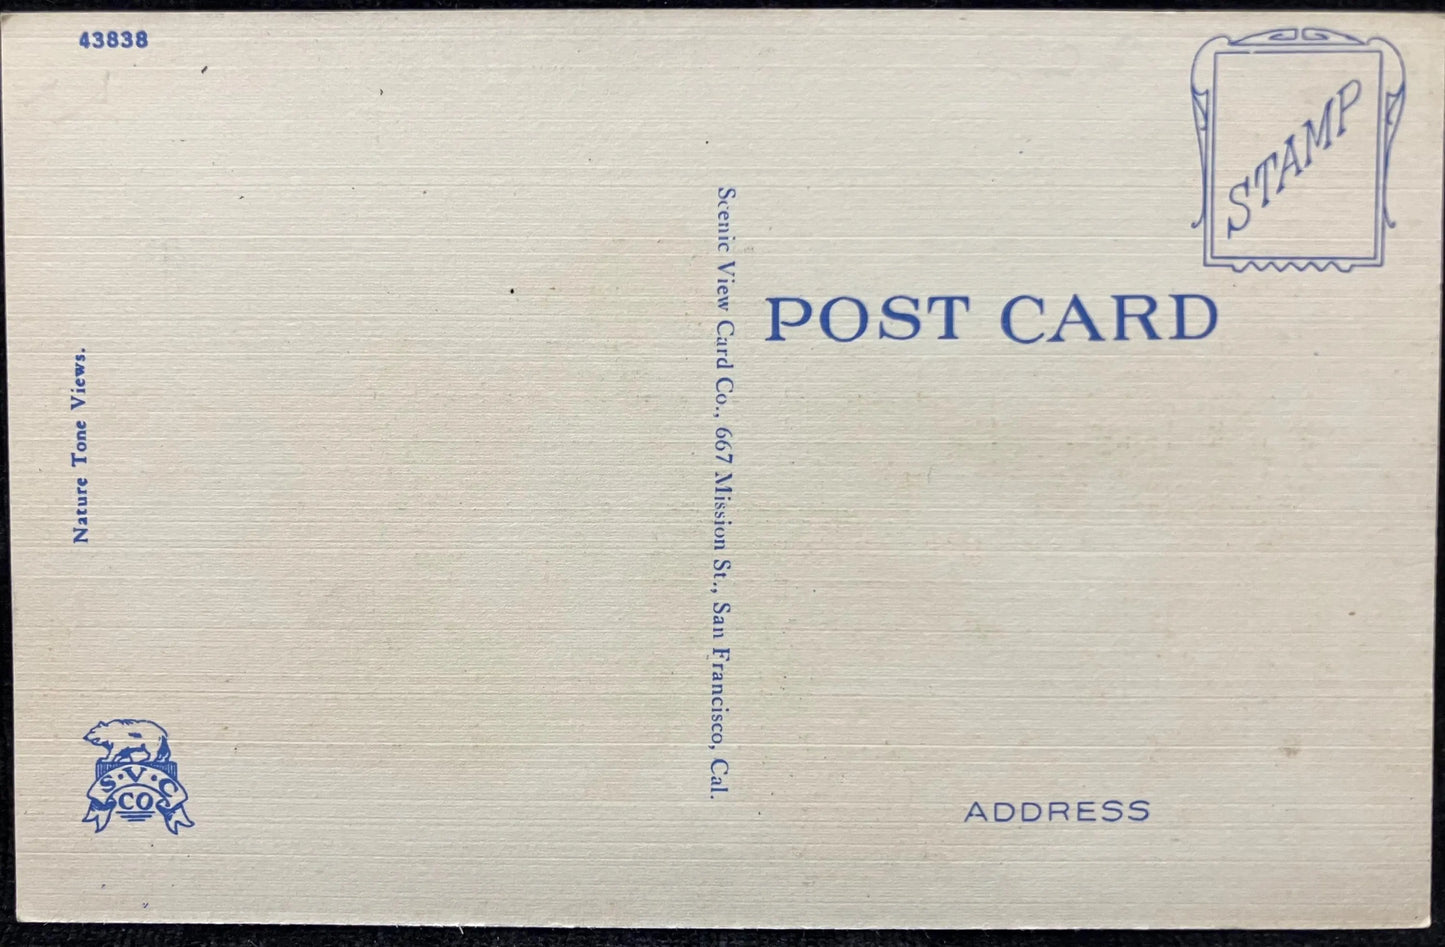 43838
STAMP
POST CARD
Scenic View Card Co., 667 Mission St., San Francisco, Cal.
Nature Tone Views.
S·V·C
CO
ADDRESS